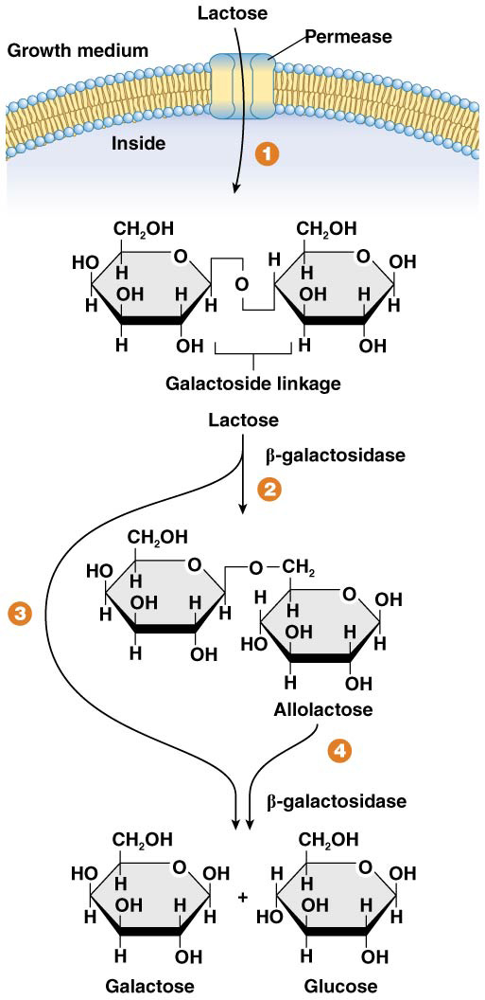 Lactose
Permease
Growth medium
Inside
1
CH₂OH CH₂OH
HO O H O OH
H O H
OH H OH H
H H H
H OH H OH
Galactoside linkage
Lactose
β-galactosidase
2
CH₂OH
HO O O CH₂
H
OH H H H O OH
H H H
H OH HO OH H H
H OH
3
Allolactose
4
β-galactosidase
CH₂OH CH₂OH
HO O OH H O OH
H + H
OH H OH H
H H HO H
H OH H OH
Galactose Glucose